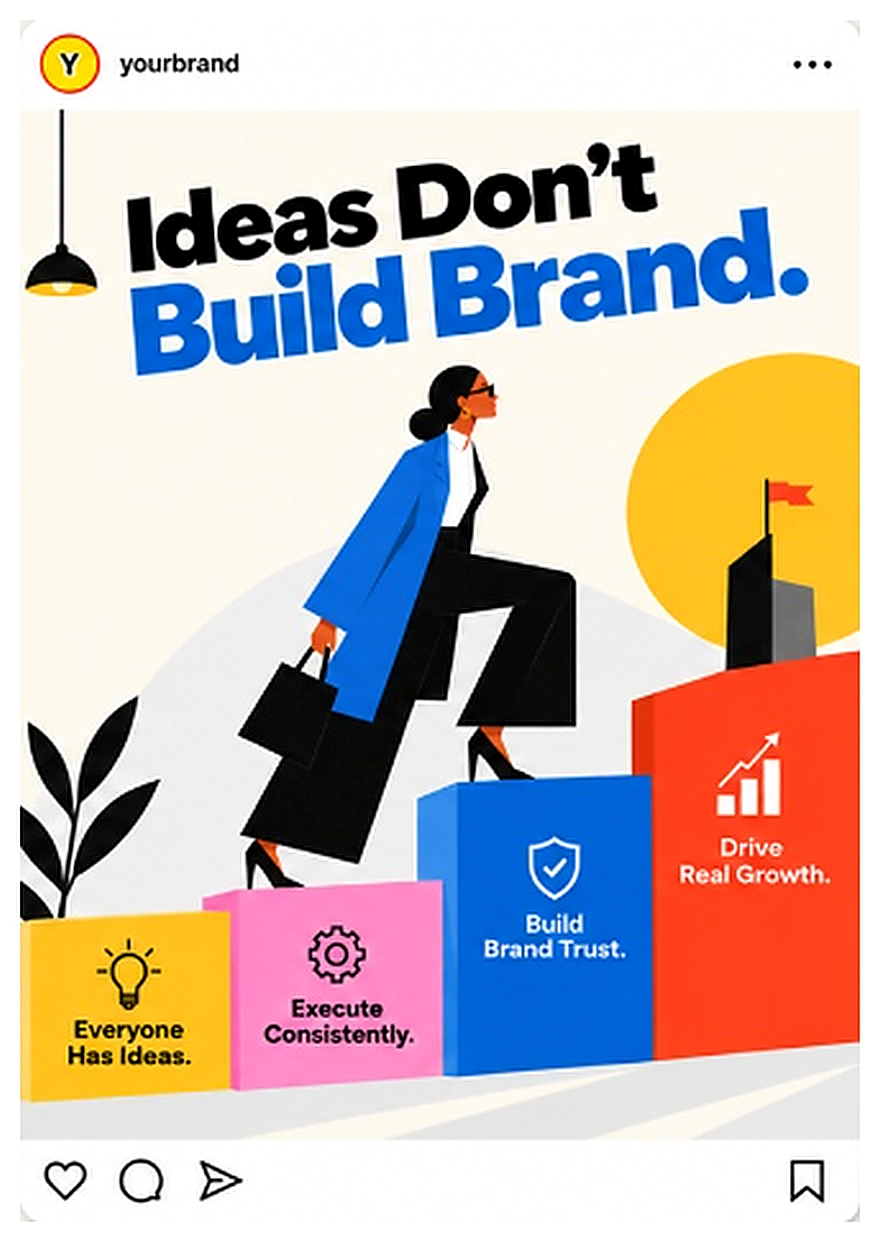 Y
yourbrand
Ideas Don’t
Build Brand.
Everyone
Has Ideas.
Execute
Consistently.
Build
Brand Trust.
Drive
Real Growth.